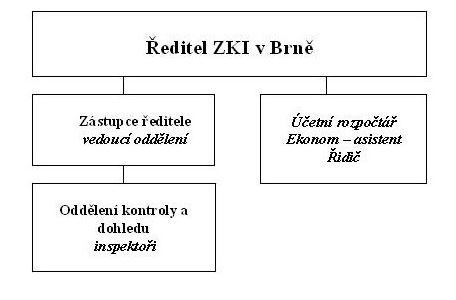 Ředitel ZKI v Brně
Zástupce ředitele
vedoucí oddělení
Účetní rozpočtář
Ekonom – asistent
Řidič
Oddělení kontroly a
dohledu
inspektoři